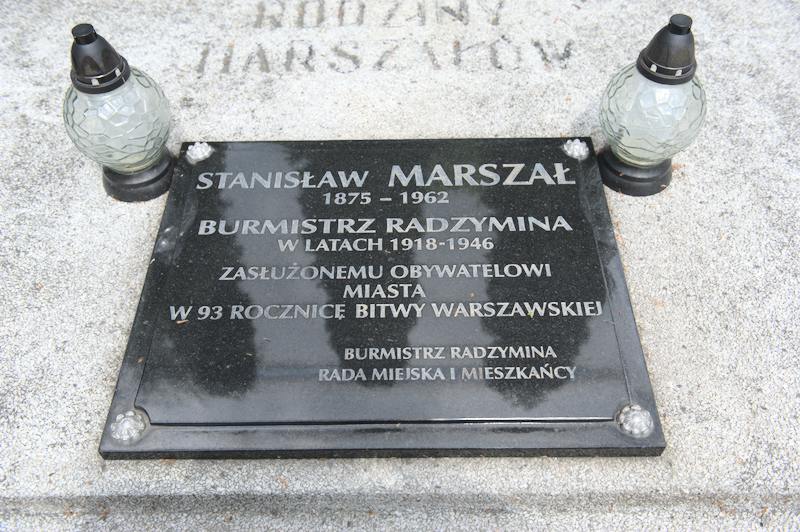 RODZINY
MARSZAŁKÓW
STANISŁAW MARSZAŁ
1875 – 1962
BURMISTRZ RADZYMINA
W LATACH 1918-1946
ZASŁUŻONEMU OBYWATELOWI
MIASTA
W 93 ROCZNICĘ BITWY WARSZAWSKIEJ
BURMISTRZ RADZYMINA
RADA MIEJSKA I MIESZKAŃCY